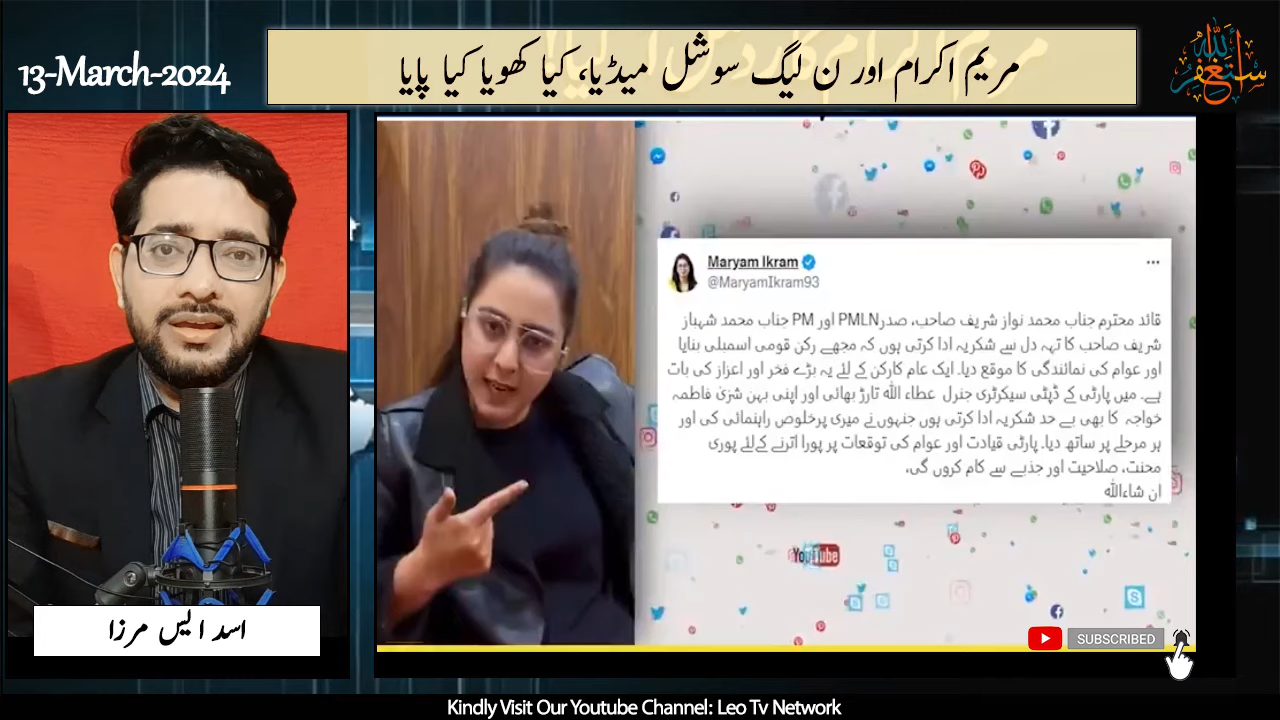 13-March-2024
مریم اکرام اور ن لیگ سوشل میڈیا، کیا کھویا کیا پایا
Maryam Ikram
@MaryamIkram93
قائد محترم جناب محمد نواز شریف صاحب، صدرPMLN اور PM جناب محمد شہباز
شریف صاحب کا تہہ دل سے شکریہ ادا کرتی ہوں کہ مجھے رکن قومی اسمبلی بنایا
اور عوام کی نمائندگی کا موقع دیا۔ ایک عام کارکن کے لئے یہ بڑے فخر اور اعزاز کی بات
ہے۔ میں پارٹی کے ڈپٹی سیکرٹری جنرل عطاء اللہ تارڑ بھائی اور اپنی بہن شزیٰ فاطمہ
خواجہ کا بھی بے حد شکریہ ادا کرتی ہوں جنہوں نے میری پرخلوص راہنمائی کی اور
ہر مرحلے پر ساتھ دیا۔ پارٹی قیادت اور عوام کی توقعات پر پورا اترنے کےلئے پوری
محنت، صلاحیت اور جذبے سے کام کروں گی،
ان شاءاللہ
YouTube
اسد ایس مرزا
SUBSCRIBED
Kindly Visit Our Youtube Channel: Leo Tv Network